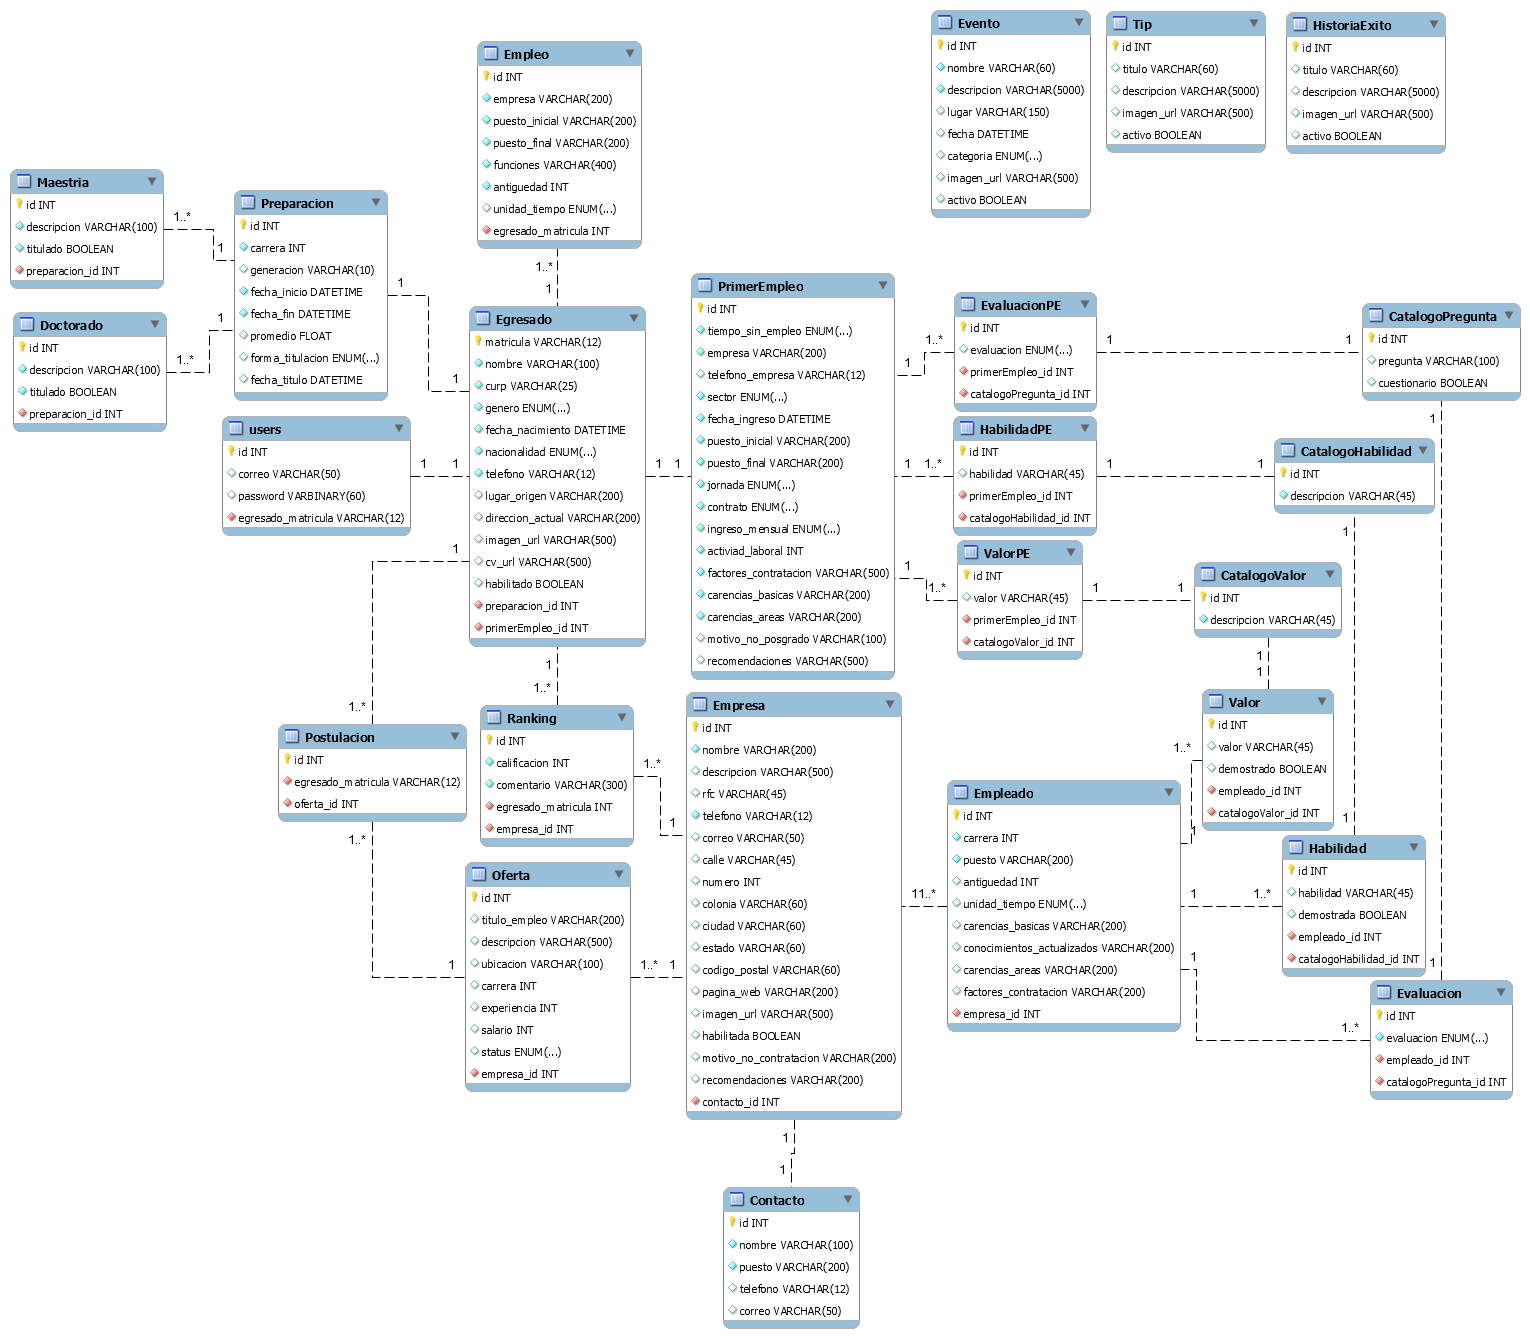 Evento
id INT
nombre VARCHAR(60)
descripcion VARCHAR(5000)
lugar VARCHAR(150)
fecha DATETIME
categoria ENUM(...)
imagen_url VARCHAR(500)
activo BOOLEAN
Tip
id INT
titulo VARCHAR(60)
descripcion VARCHAR(5000)
imagen_url VARCHAR(500)
activo BOOLEAN
HistoriaExito
id INT
titulo VARCHAR(60)
descripcion VARCHAR(5000)
imagen_url VARCHAR(500)
activo BOOLEAN
Empleo
id INT
empresa VARCHAR(200)
puesto_inicial VARCHAR(200)
puesto_final VARCHAR(200)
funciones VARCHAR(400)
antiguedad INT
unidad_tiempo ENUM(...)
egresado_matricula INT
1..*
1
Maestria
id INT
descripcion VARCHAR(100)
titulado BOOLEAN
preparacion_id INT
1..*
1
Preparacion
id INT
carrera INT
generacion VARCHAR(10)
fecha_inicio DATETIME
fecha_fin DATETIME
promedio FLOAT
forma_titulacion ENUM(...)
fecha_titulo DATETIME
1
1
Doctorado
id INT
descripcion VARCHAR(100)
titulado BOOLEAN
preparacion_id INT
1
1..*
Egresado
matricula VARCHAR(12)
nombre VARCHAR(100)
curp VARCHAR(25)
genero ENUM(...)
fecha_nacimiento DATETIME
nacionalidad ENUM(...)
telefono VARCHAR(12)
lugar_origen VARCHAR(200)
direccion_actual VARCHAR(200)
imagen_url VARCHAR(500)
cv_url VARCHAR(500)
habilitado BOOLEAN
preparacion_id INT
primerEmpleo_id INT
1 1
1
1..*
users
id INT
correo VARCHAR(50)
password VARBINARY(60)
egresado_matricula VARCHAR(12)
1 1
PrimerEmpleo
id INT
tiempo_sin_empleo ENUM(...)
empresa VARCHAR(200)
telefono_empresa VARCHAR(12)
sector ENUM(...)
fecha_ingreso DATETIME
puesto_inicial VARCHAR(200)
puesto_final VARCHAR(200)
jornada ENUM(...)
contrato ENUM(...)
ingreso_mensual ENUM(...)
activiad_laboral INT
factores_contratacion VARCHAR(500)
carencias_basicas VARCHAR(200)
carencias_areas VARCHAR(200)
motivo_no_posgrado VARCHAR(100)
recomendaciones VARCHAR(500)
1 1..*
1 1..*
1 1..*
EvaluacionPE
id INT
evaluacion ENUM(...)
primerEmpleo_id INT
catalogoPregunta_id INT
1 1
CatalogoPregunta
id INT
pregunta VARCHAR(100)
cuestionario BOOLEAN
1
1
HabilidadPE
id INT
habilidad VARCHAR(45)
primerEmpleo_id INT
catalogoHabilidad_id INT
1 1
CatalogoHabilidad
id INT
descripcion VARCHAR(45)
1
1
ValorPE
id INT
valor VARCHAR(45)
primerEmpleo_id INT
catalogoValor_id INT
1 1
CatalogoValor
id INT
descripcion VARCHAR(45)
1
1
1
1..*
Postulacion
id INT
egresado_matricula VARCHAR(12)
oferta_id INT
1..*
1
Ranking
id INT
calificacion INT
comentario VARCHAR(300)
egresado_matricula INT
empresa_id INT
1..*
1
Oferta
id INT
titulo_empleo VARCHAR(200)
descripcion VARCHAR(500)
ubicacion VARCHAR(100)
carrera INT
experiencia INT
salario INT
status ENUM(...)
empresa_id INT
1..* 1
Empresa
id INT
nombre VARCHAR(200)
descripcion VARCHAR(500)
rfc VARCHAR(45)
telefono VARCHAR(12)
correo VARCHAR(50)
calle VARCHAR(45)
numero INT
colonia VARCHAR(60)
ciudad VARCHAR(60)
estado VARCHAR(60)
codigo_postal VARCHAR(60)
pagina_web VARCHAR(200)
imagen_url VARCHAR(500)
habilitada BOOLEAN
motivo_no_contratacion VARCHAR(200)
recomendaciones VARCHAR(200)
contacto_id INT
11..*
1
1
Empleado
id INT
carrera INT
puesto VARCHAR(200)
antiguedad INT
unidad_tiempo ENUM(...)
carencias_basicas VARCHAR(200)
conocimientos_actualizados VARCHAR(200)
carencias_areas VARCHAR(200)
factores_contratacion VARCHAR(200)
empresa_id INT
1..*
1
1 1..*
1
1..*
Valor
id INT
valor VARCHAR(45)
demostrado BOOLEAN
empleado_id INT
catalogoValor_id INT
Habilidad
id INT
habilidad VARCHAR(45)
demostrada BOOLEAN
empleado_id INT
catalogoHabilidad_id INT
Evaluacion
id INT
evaluacion ENUM(...)
empleado_id INT
catalogoPregunta_id INT
Contacto
id INT
nombre VARCHAR(100)
puesto VARCHAR(200)
telefono VARCHAR(12)
correo VARCHAR(50)